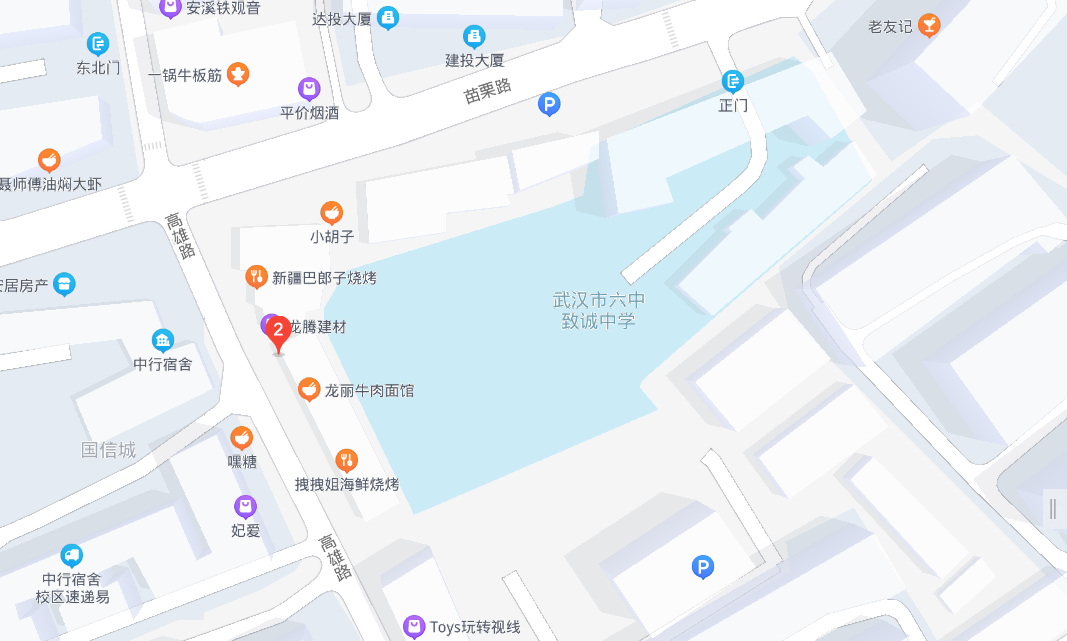 安溪铁观音
达投大厦
老友记
东北门
一锅牛板筋
建投大厦
苗栗路
平价烟酒
P
正门
聂师傅油焖大虾
高雄路
小胡子
新疆巴郎子烧烤
安居房产
武汉市六中
致诚中学
2
龙腾建材
中行宿舍
龙丽牛肉面馆
国信城
嘿糖
拽拽姐海鲜烧烤
妃爱
高雄路
中行宿舍
校区速递易
P
Toys玩转视线